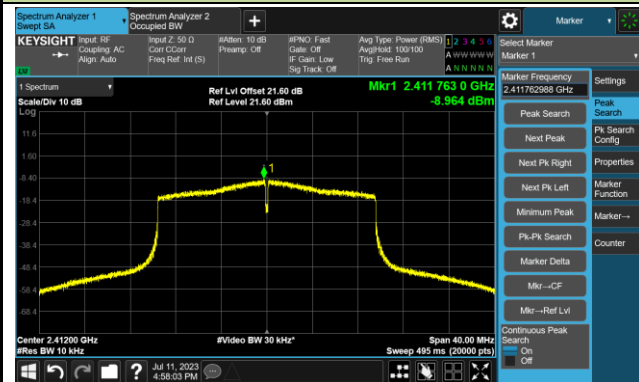 Spectrum Analyzer 1
Swept SA
Spectrum Analyzer 2
Occupied BW
Marker
KEYSIGHT
Input: RF
Coupling: AC
Align: Auto
Input Z: 50 Ω
Corr CCorr
Freq Ref: Int (S)
#Atten: 10 dB
Preamp: Off
#PNO: Fast
Gate: Off
IF Gain: Low
Sig Track: Off
Avg Type: Power (RMS)
Avg|Hold: 100/100
Trig: Free Run
1 2 3 4 5 6
A W W W W W
A N N N N N
LXI
Select Marker
Marker 1
1 Spectrum
Scale/Div 10 dB
Log
Ref Lvl Offset 21.60 dB
Ref Level 21.60 dBm
Mkr1 2.411 763 0 GHz
-8.964 dBm
11.6
1.60
-8.40
-18.4
-28.4
-38.4
-48.4
-58.4
-68.4
1
Center 2.41200 GHz
#Res BW 10 kHz
#Video BW 30 kHz*
Span 40.00 MHz
Sweep 495 ms (20000 pts)
Marker Frequency
2.411762988 GHz
Peak Search
Next Peak
Next Pk Right
Next Pk Left
Minimum Peak
Pk-Pk Search
Marker Delta
Mkr→CF
Mkr→Ref Lvl
Continuous Peak
Search
On
Off
Settings
Peak
Search
Pk Search
Config
Properties
Marker
Function
Marker→
Counter
Jul 11, 2023
4:58:03 PM